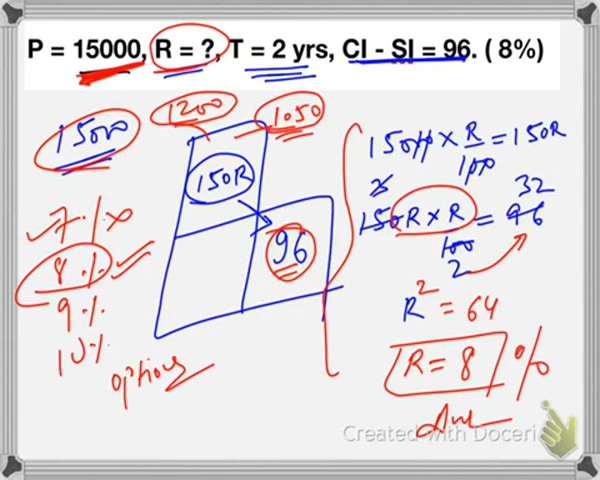 P = 15000, R = ?, T = 2 yrs, CI - SI = 96. ( 8%)
15000
1200
1050
150R
96
7 %
8 %
9 %
10 %
options
15000 × R/100 = 150R
150R × R/100 = 96
32
2
R² = 64
R = 8 %
Ans
Created with Doceri